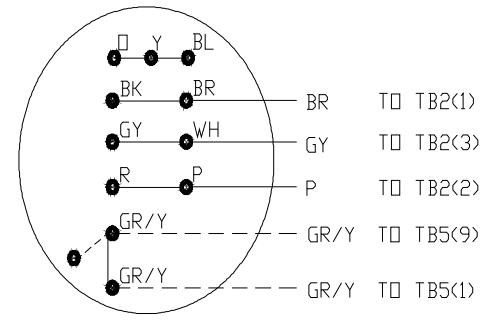 O Y BL
BK BR
BR TO TB2(1)
GY WH
GY TO TB2(3)
R P
P TO TB2(2)
GR/Y
GR/Y TO TB5(9)
GR/Y
GR/Y TO TB5(1)